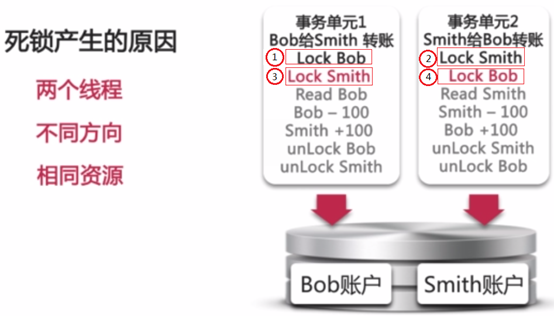 死锁产生的原因
两个线程
不同方向
相同资源
事务单元1
Bob给Smith 转账
① Lock Bob
③ Lock Smith
Read Bob
Bob – 100
Smith +100
unLock Bob
unLock Smith
事务单元2
Smith给Bob转账
② Lock Smith
④ Lock Bob
Read Smith
Smith – 100
Bob +100
unLock Smith
unLock Bob
Bob账户
Smith账户